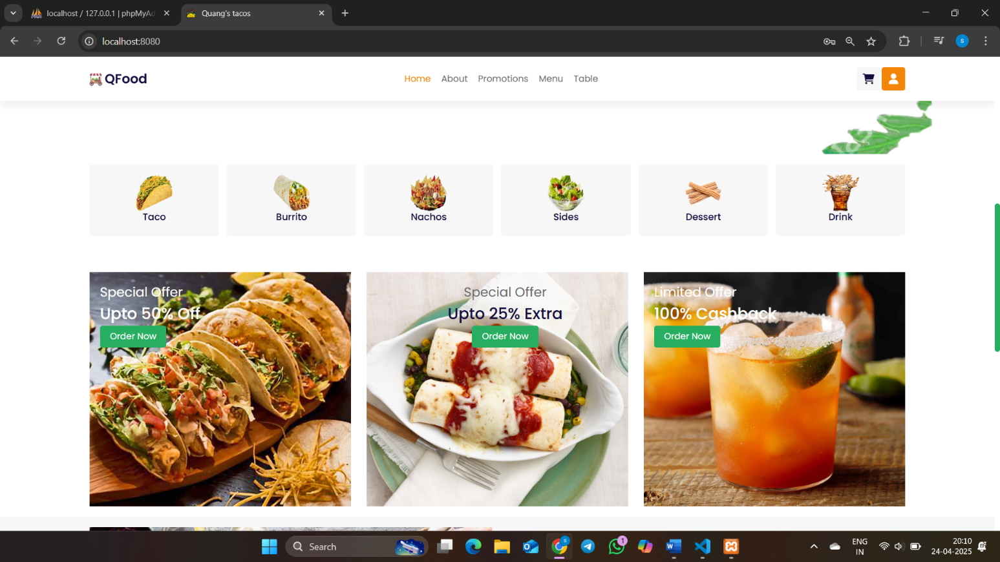 localhost / 127.0.0.1 | phpMyAd
Quang's tacos
localhost:8080
QFood
Home About Promotions Menu Table
Taco Burrito Nachos Sides Dessert Drink
Special Offer
Upto 50% Off
Order Now
Special Offer
Upto 25% Extra
Order Now
Limited Offer
100% Cashback
Order Now
Search
ENG
IN
20:10
24-04-2025